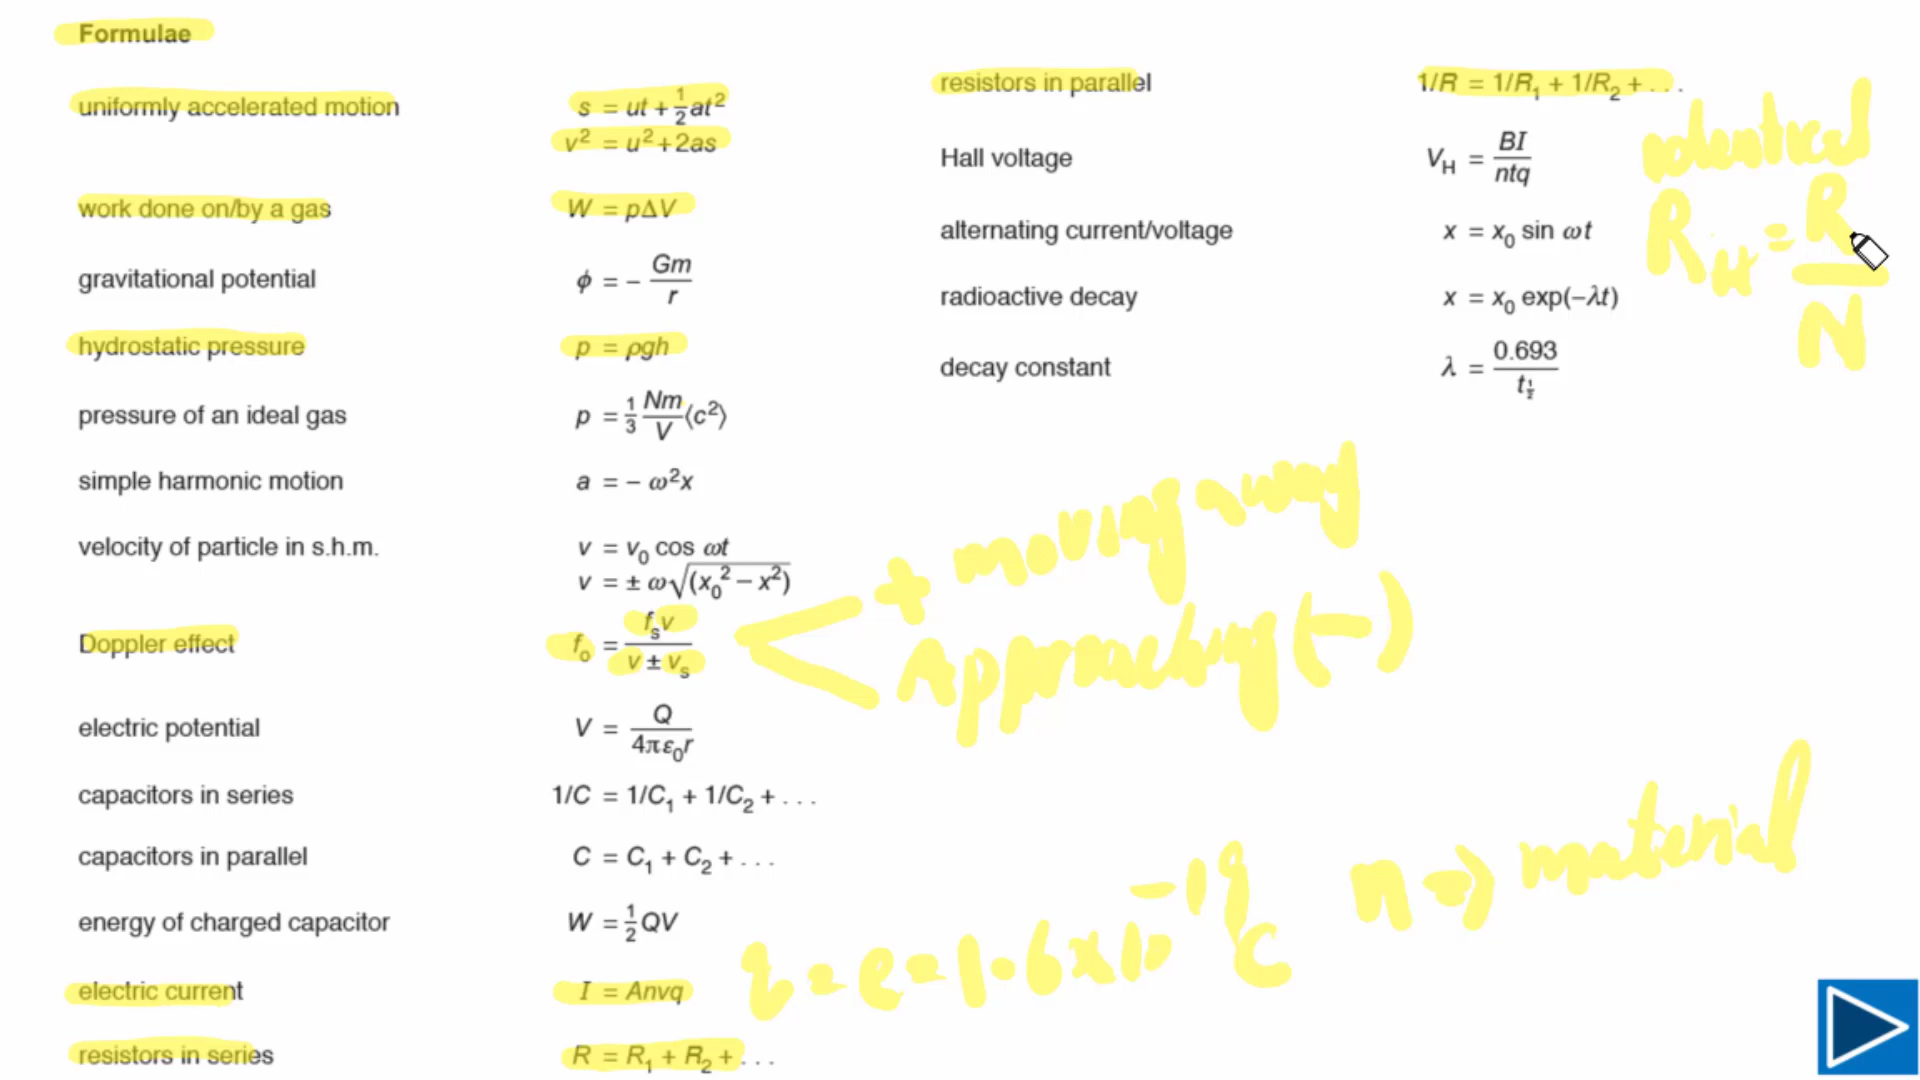 Formulae
uniformly accelerated motion s = ut + ½at²
v² = u² + 2as
work done on/by a gas W = pΔV
gravitational potential ϕ = − Gm/r
hydrostatic pressure p = ρgh
pressure of an ideal gas p = ⅓ Nm/V ⟨c²⟩
simple harmonic motion a = − ω²x
velocity of particle in s.h.m. v = v₀ cos ωt
v = ± ω√(x₀² − x²)
Doppler effect fₒ = fₛv / v ± vₛ
electric potential V = Q / 4πε₀r
capacitors in series 1/C = 1/C₁ + 1/C₂ + . . .
capacitors in parallel C = C₁ + C₂ + . . .
energy of charged capacitor W = ½QV
electric current I = Anvq
resistors in series R = R₁ + R₂ + . . .
resistors in parallel 1/R = 1/R₁ + 1/R₂ + . . .
Hall voltage V_H = BI / ntq
alternating current/voltage x = x₀ sin ωt
radioactive decay x = x₀ exp(−λt)
decay constant λ = 0.693 / t½
identical
R = R / N
+ moving away
Approaching (−)
q = e = 1.6 x 10⁻¹⁹ C
n ⇒ material